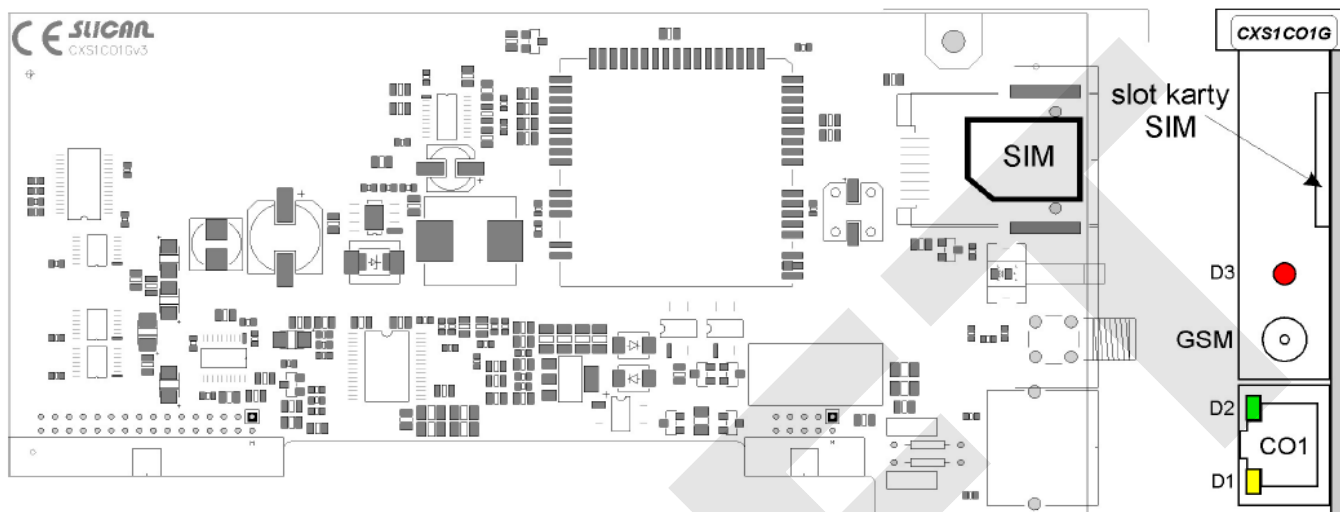 CE SLICAN
CXS1CO1Gv3
SIM
CXS1CO1G
slot karty
SIM
D3
GSM
D2
CO1
D1